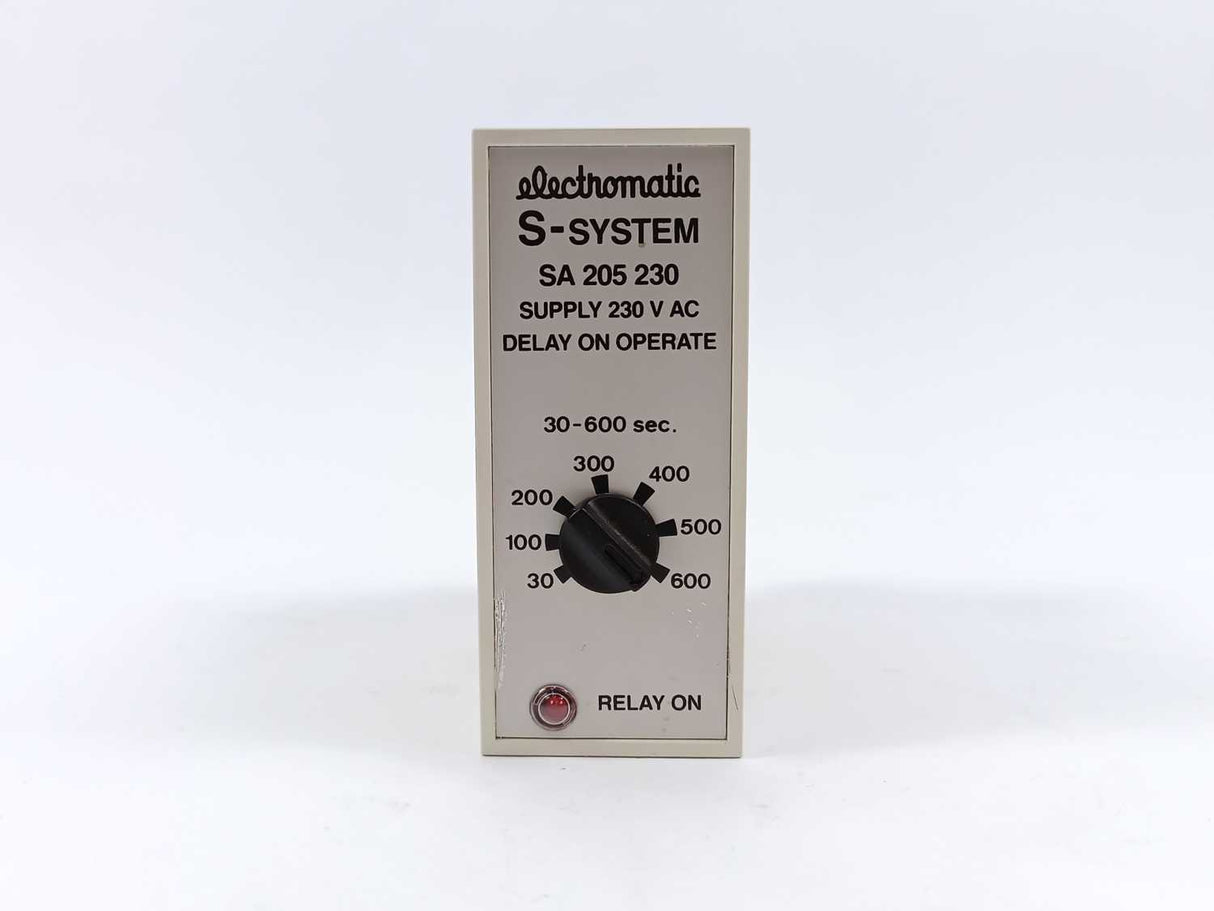 electromatic
S-SYSTEM
SA 205 230
SUPPLY 230 V AC
DELAY ON OPERATE
30-600 sec.
300
400
200
500
100
30
600
RELAY ON